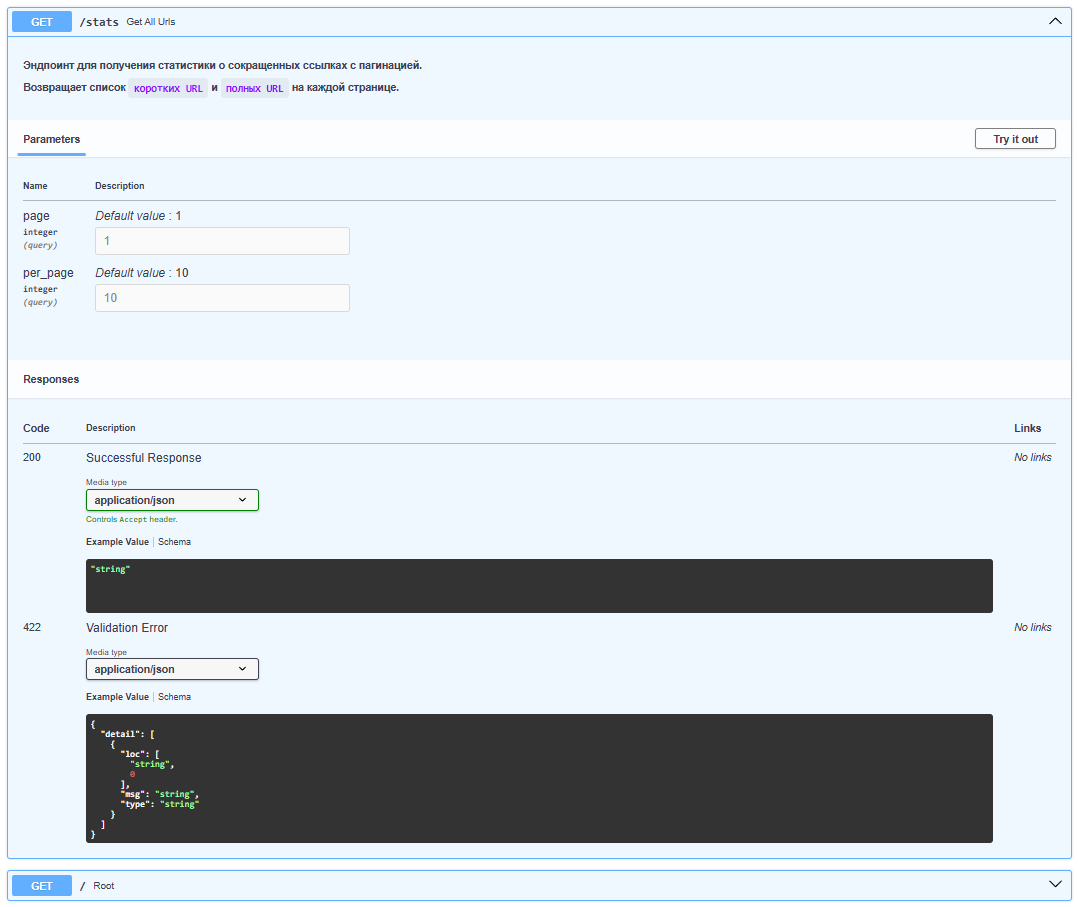 GET /stats Get All Urls
Эндпоинт для получения статистики о сокращенных ссылках с пагинацией.
Возвращает список коротких URL и полных URL на каждой странице.
Parameters Try it out
Name Description
page Default value : 1
integer
(query)
1
per_page Default value : 10
integer
(query)
10
Responses
Code Description Links
200 Successful Response No links
Media type
application/json
Controls Accept header.
Example Value Schema
"string"
422 Validation Error No links
Media type
application/json
Example Value Schema
{
"detail": [
{
"loc": [
"string",
0
],
"msg": "string",
"type": "string"
}
]
}
GET / Root